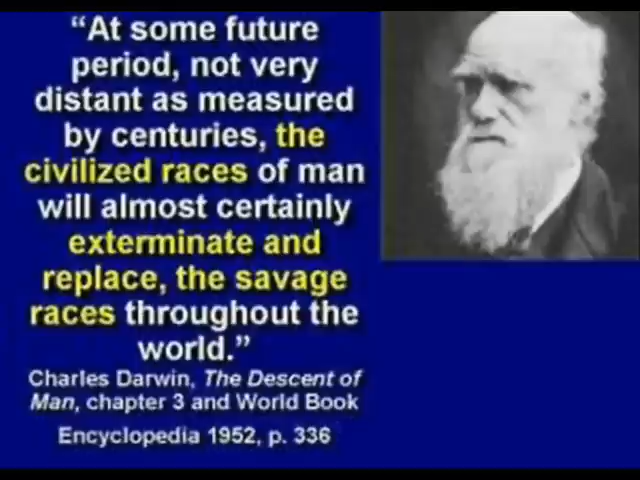 “At some future
period, not very
distant as measured
by centuries, the
civilized races of man
will almost certainly
exterminate and
replace, the savage
races throughout the
world.”
Charles Darwin, The Descent of
Man, chapter 3 and World Book
Encyclopedia 1952, p. 336